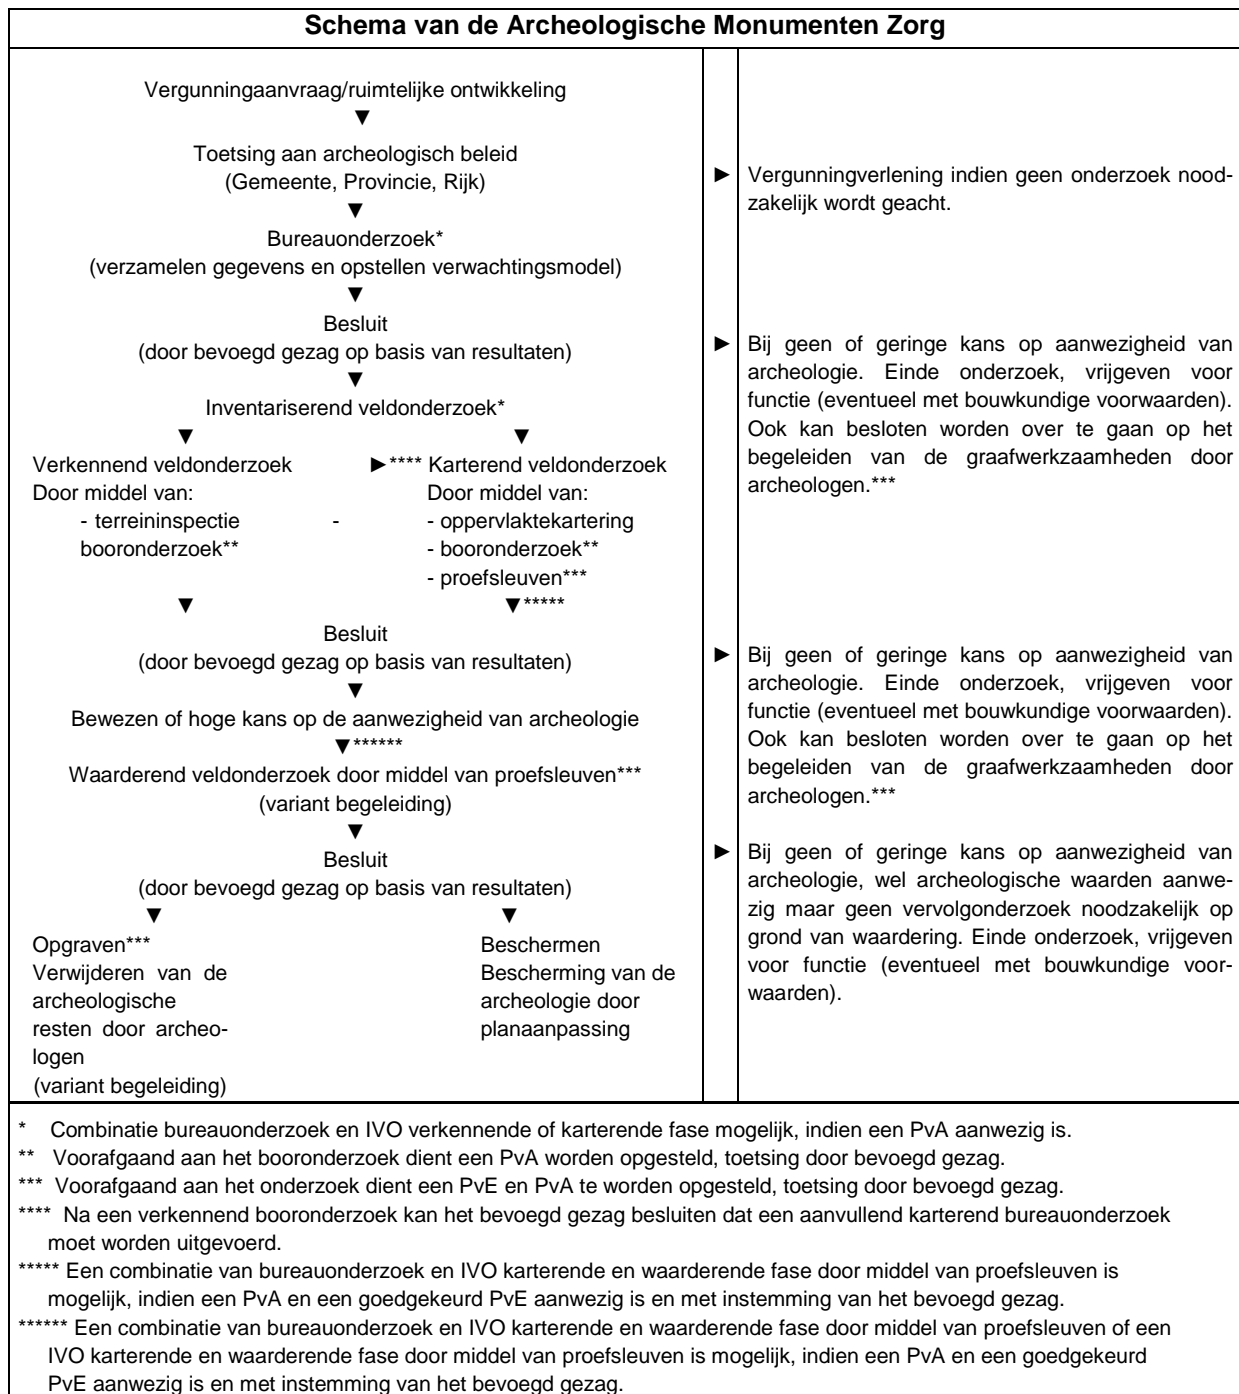 Schema van de Archeologische Monumenten Zorg
Vergunningaanvraag/ruimtelijke ontwikkeling
▼
Toetsing aan archeologisch beleid
(Gemeente, Provincie, Rijk)
► Vergunningverlening indien geen onderzoek nood-
zakelijk wordt geacht.
▼
Bureauonderzoek*
(verzamelen gegevens en opstellen verwachtingsmodel)
▼
Besluit
(door bevoegd gezag op basis van resultaten)
► Bij geen of geringe kans op aanwezigheid van
archeologie. Einde onderzoek, vrijgeven voor
functie (eventueel met bouwkundige voorwaarden).
Ook kan besloten worden over te gaan op het
begeleiden van de graafwerkzaamheden door
archeologen.***
▼
Inventariserend veldonderzoek*
▼ ▼
Verkennend veldonderzoek ►**** Karterend veldonderzoek
Door middel van: Door middel van:
- terreininspectie - - oppervlaktekartering
booronderzoek** - booronderzoek**
- proefsleuven***
▼ ▼*****
Besluit
(door bevoegd gezag op basis van resultaten)
► Bij geen of geringe kans op aanwezigheid van
archeologie. Einde onderzoek, vrijgeven voor
functie (eventueel met bouwkundige voorwaarden).
Ook kan besloten worden over te gaan op het
begeleiden van de graafwerkzaamheden door
archeologen.***
▼
Bewezen of hoge kans op de aanwezigheid van archeologie
▼******
Waarderend veldonderzoek door middel van proefsleuven***
(variant begeleiding)
▼
Besluit
(door bevoegd gezag op basis van resultaten)
► Bij geen of geringe kans op aanwezigheid van
archeologie, wel archeologische waarden aanwe-
zig maar geen vervolgonderzoek noodzakelijk op
grond van waardering. Einde onderzoek, vrijgeven
voor functie (eventueel met bouwkundige voor-
waarden).
▼ ▼
Opgraven***
Verwijderen van de
archeologische
resten door archeo-
logen
(variant begeleiding)
Beschermen
Bescherming van de
archeologie door
planaanpassing
* Combinatie bureauonderzoek en IVO verkennende of karterende fase mogelijk, indien een PvA aanwezig is.
** Voorafgaand aan het booronderzoek dient een PvA worden opgesteld, toetsing door bevoegd gezag.
*** Voorafgaand aan het onderzoek dient een PvE en PvA te worden opgesteld, toetsing door bevoegd gezag.
**** Na een verkennend booronderzoek kan het bevoegd gezag besluiten dat een aanvullend karterend bureauonderzoek
moet worden uitgevoerd.
***** Een combinatie van bureauonderzoek en IVO karterende en waarderende fase door middel van proefsleuven is
mogelijk, indien een PvA en een goedgekeurd PvE aanwezig is en met instemming van het bevoegd gezag.
****** Een combinatie van bureauonderzoek en IVO karterende en waarderende fase door middel van proefsleuven of een
IVO karterende en waarderende fase door middel van proefsleuven is mogelijk, indien een PvA en een goedgekeurd
PvE aanwezig is en met instemming van het bevoegd gezag.